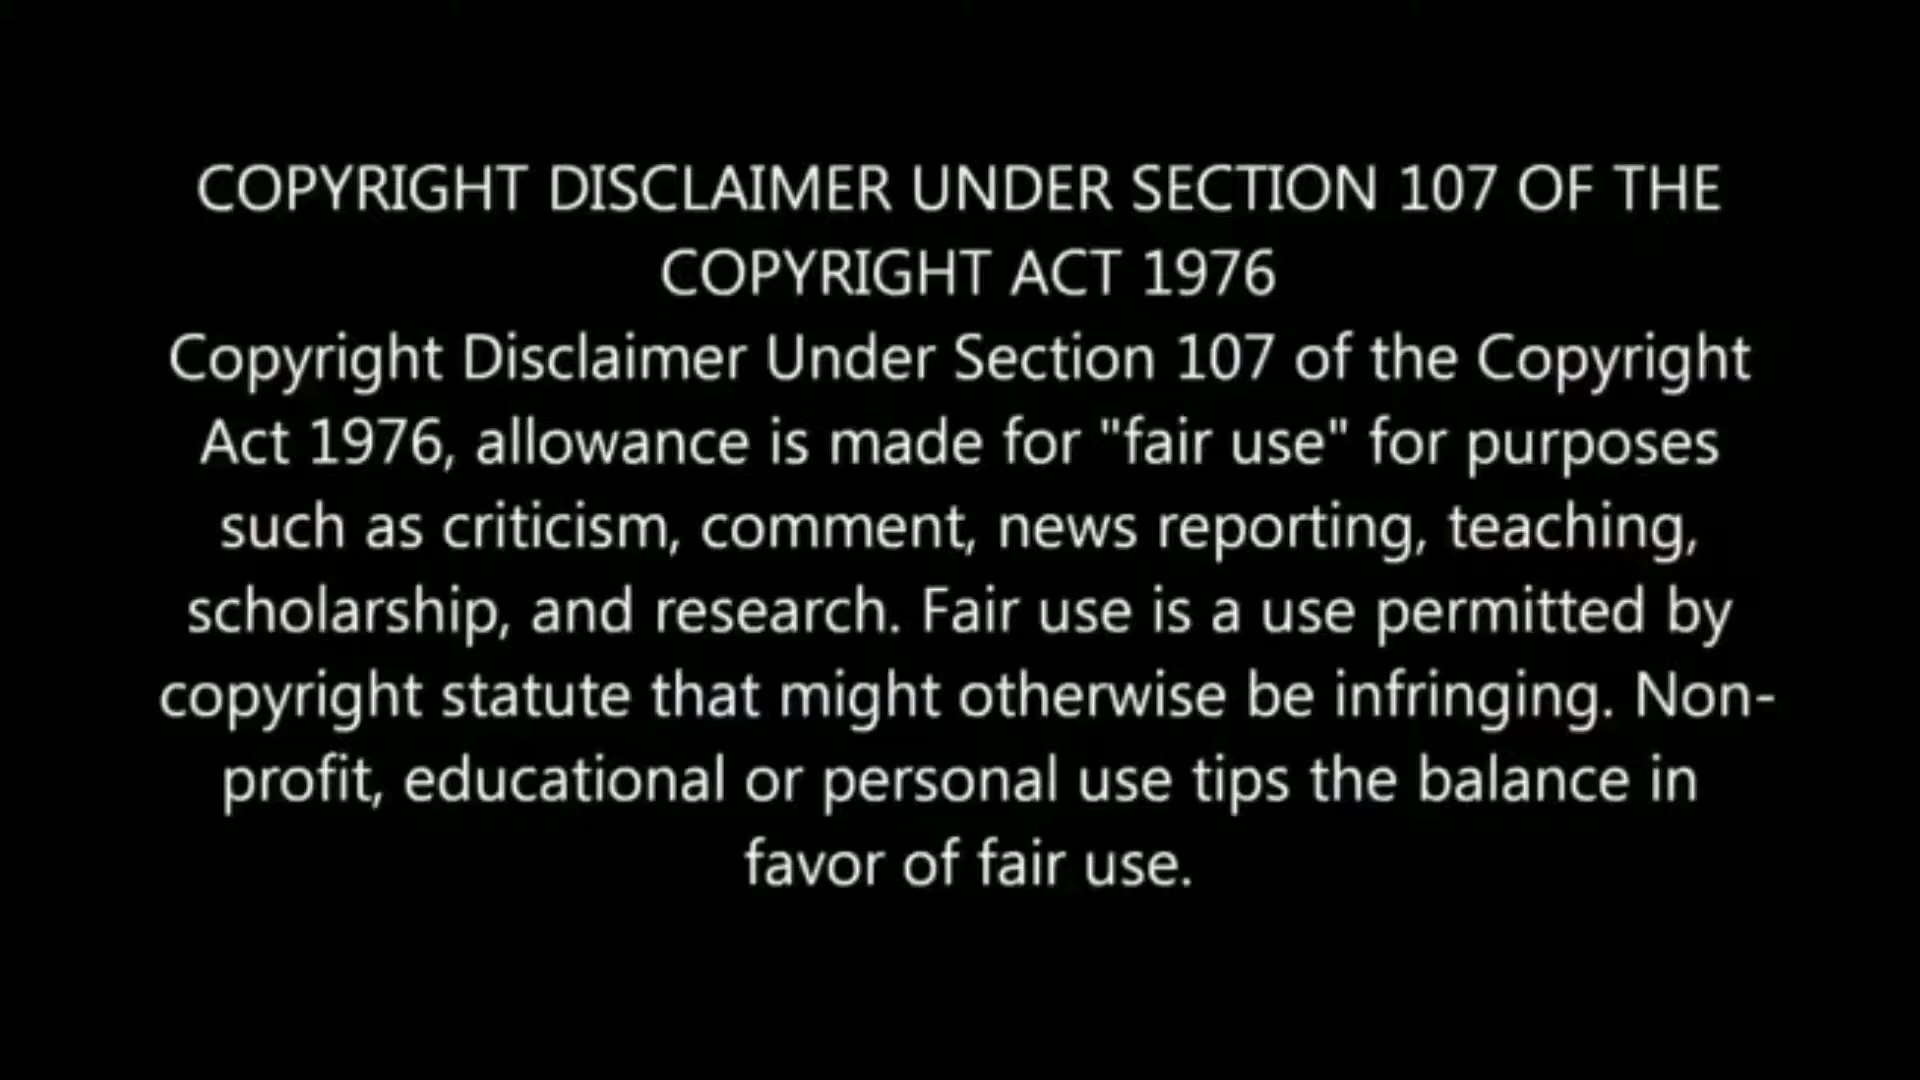 COPYRIGHT DISCLAIMER UNDER SECTION 107 OF THE
COPYRIGHT ACT 1976
Copyright Disclaimer Under Section 107 of the Copyright
Act 1976, allowance is made for "fair use" for purposes
such as criticism, comment, news reporting, teaching,
scholarship, and research. Fair use is a use permitted by
copyright statute that might otherwise be infringing. Non-
profit, educational or personal use tips the balance in
favor of fair use.